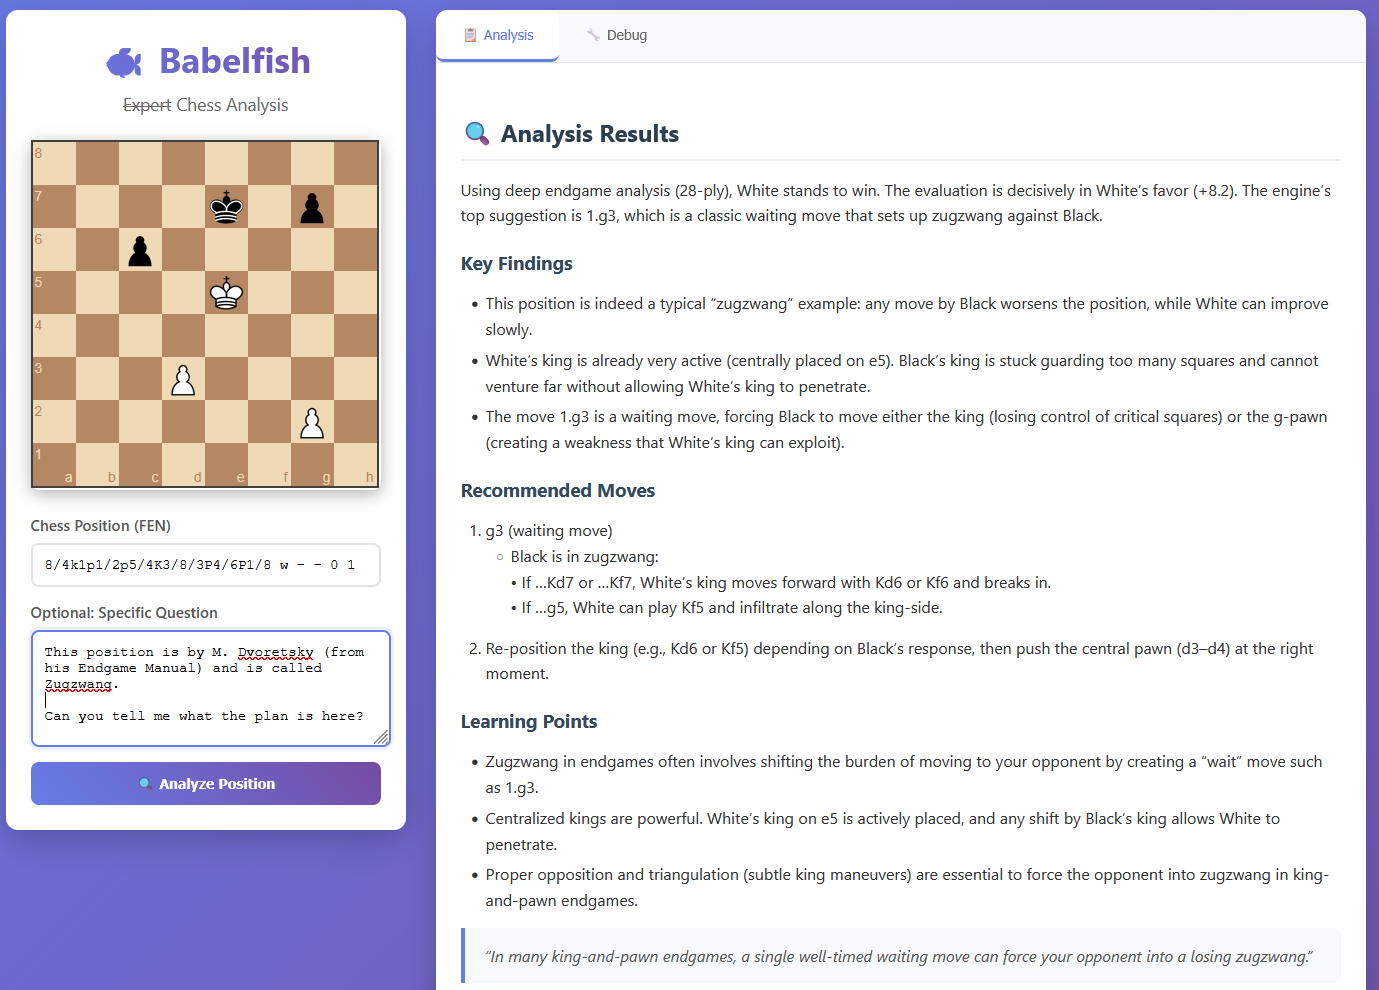 Babelfish
Expert Chess Analysis
8
7
6
5
4
3
2
1
a b c d e f g h
Chess Position (FEN)
8/4k1p1/2p5/4K3/8/3P4/6P1/8 w - - 0 1
Optional: Specific Question
This position is by M. Dvoretsky (from
his Endgame Manual) and is called
Zugzwang.
Can you tell me what the plan is here?
Analyze Position
Analysis
Debug
Analysis Results
Using deep endgame analysis (28-ply), White stands to win. The evaluation is decisively in White's favor (+8.2). The engine's
top suggestion is 1.g3, which is a classic waiting move that sets up zugzwang against Black.
Key Findings
• This position is indeed a typical “zugzwang” example: any move by Black worsens the position, while White can improve
slowly.
• White's king is already very active (centrally placed on e5). Black's king is stuck guarding too many squares and cannot
venture far without allowing White's king to penetrate.
• The move 1.g3 is a waiting move, forcing Black to move either the king (losing control of critical squares) or the g-pawn
(creating a weakness that White's king can exploit).
Recommended Moves
1. g3 (waiting move)
○ Black is in zugzwang:
• If ...Kd7 or ...Kf7, White's king moves forward with Kd6 or Kf6 and breaks in.
• If ...g5, White can play Kf5 and infiltrate along the king-side.
2. Re-position the king (e.g., Kd6 or Kf5) depending on Black's response, then push the central pawn (d3–d4) at the right
moment.
Learning Points
• Zugzwang in endgames often involves shifting the burden of moving to your opponent by creating a “wait” move such
as 1.g3.
• Centralized kings are powerful. White's king on e5 is actively placed, and any shift by Black's king allows White to
penetrate.
• Proper opposition and triangulation (subtle king maneuvers) are essential to force the opponent into zugzwang in king-
and-pawn endgames.
“In many king-and-pawn endgames, a single well-timed waiting move can force your opponent into a losing zugzwang.”